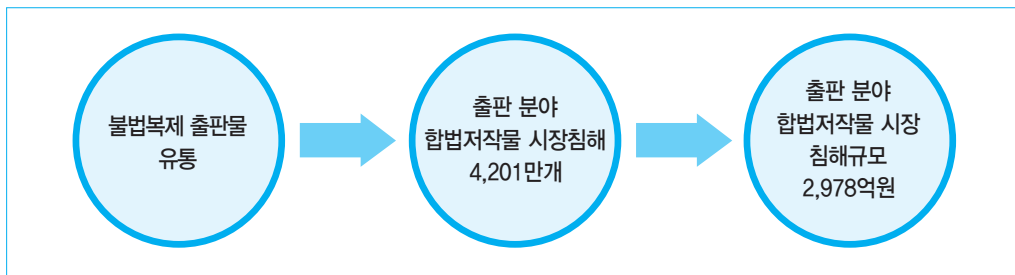 불법복제 출판물
유통
출판 분야
합법저작물 시장침해
4,201만개
출판 분야
합법저작물 시장
침해규모
2,978억원